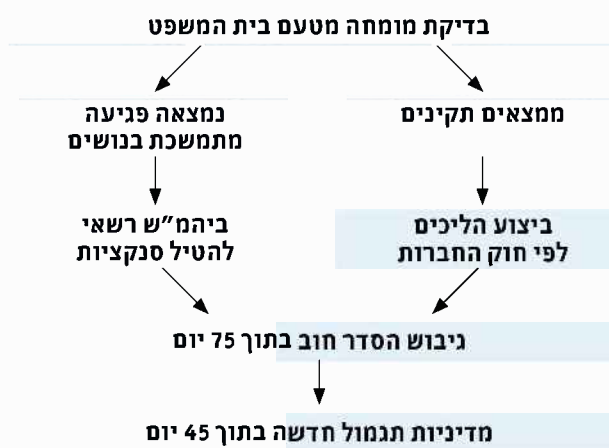 בדיקת מומחה מטעם בית המשפט
ממצאים תקינים
נמצאה פגיעה
מתמשכת בנושים
ביצוע הליכים
לפי חוק החברות
ביהמ״ש רשאי
להטיל סנקציות
גיבוש הסדר חוב בתוך 75 יום
מדיניות תגמול חדשה בתוך 45 יום